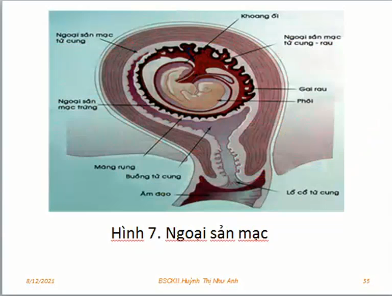 Khoang ối
Ngoại sản mạc
tử cung
Ngoại sản mạc
tử cung - rau
Gai rau
Phôi
Ngoại sản
mạc trứng
Màng rụng
Buồng tử cung
Âm đạo
Lổ cổ tử cung
Hình 7. Ngoại sản mạc
8/12/2021
BSCKII Huỳnh Thị Như Anh
55